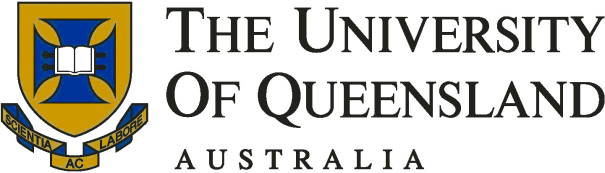 THE UNIVERSITY
OF QUEENSLAND
AUSTRALIA
SCIENTIA AC LABORE